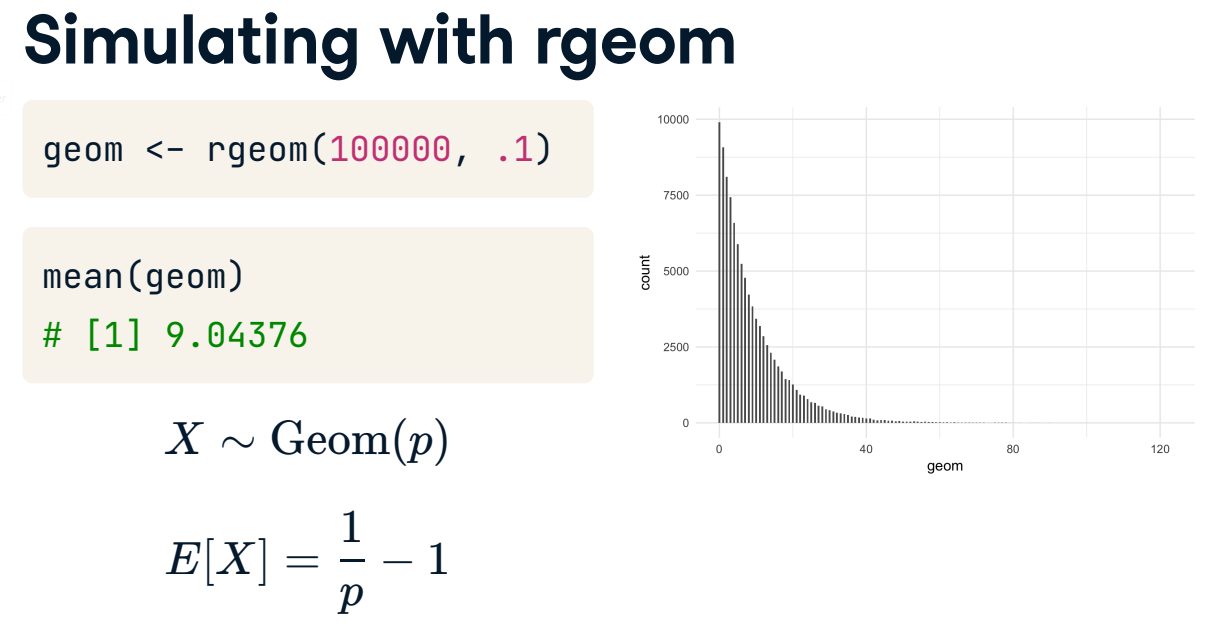 Simulating with rgeom
geom <- rgeom(100000, .1)
mean(geom)
# [1] 9.04376
X ∼ Geom(p)
E[X] = 1/p − 1
10000
7500
5000
2500
0
count
0 40 80 120
geom